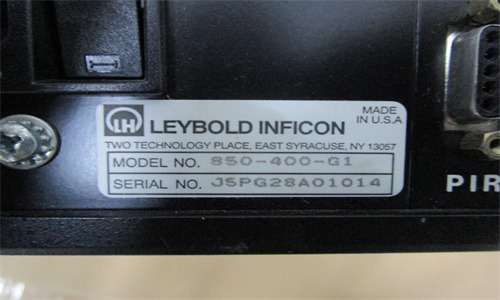 LH LEYBOLD INFICON
MADE
IN U.S.A
TWO TECHNOLOGY PLACE, EAST SYRACUSE, NY 13057
MODEL NO. 850-400-G1
SERIAL NO. JSPG28A01014
PIR